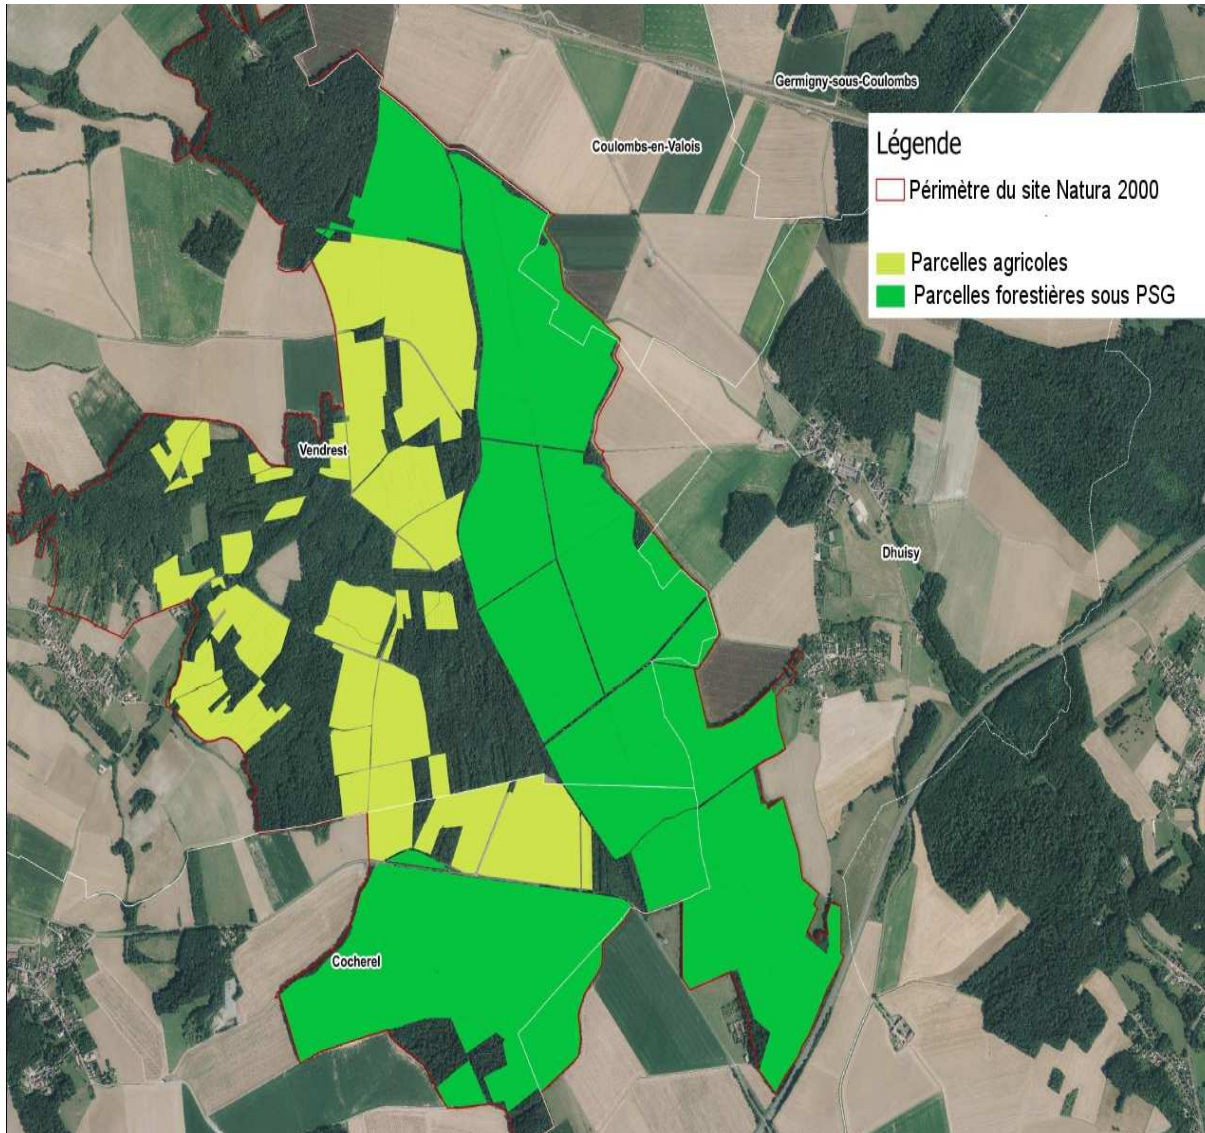 Germigny-sous-Coulombs
Coulombs-en-Valois
Légende
Périmètre du site Natura 2000
Parcelles agricoles
Parcelles forestières sous PSG
Vendrest
Dhuisy
Cocherel